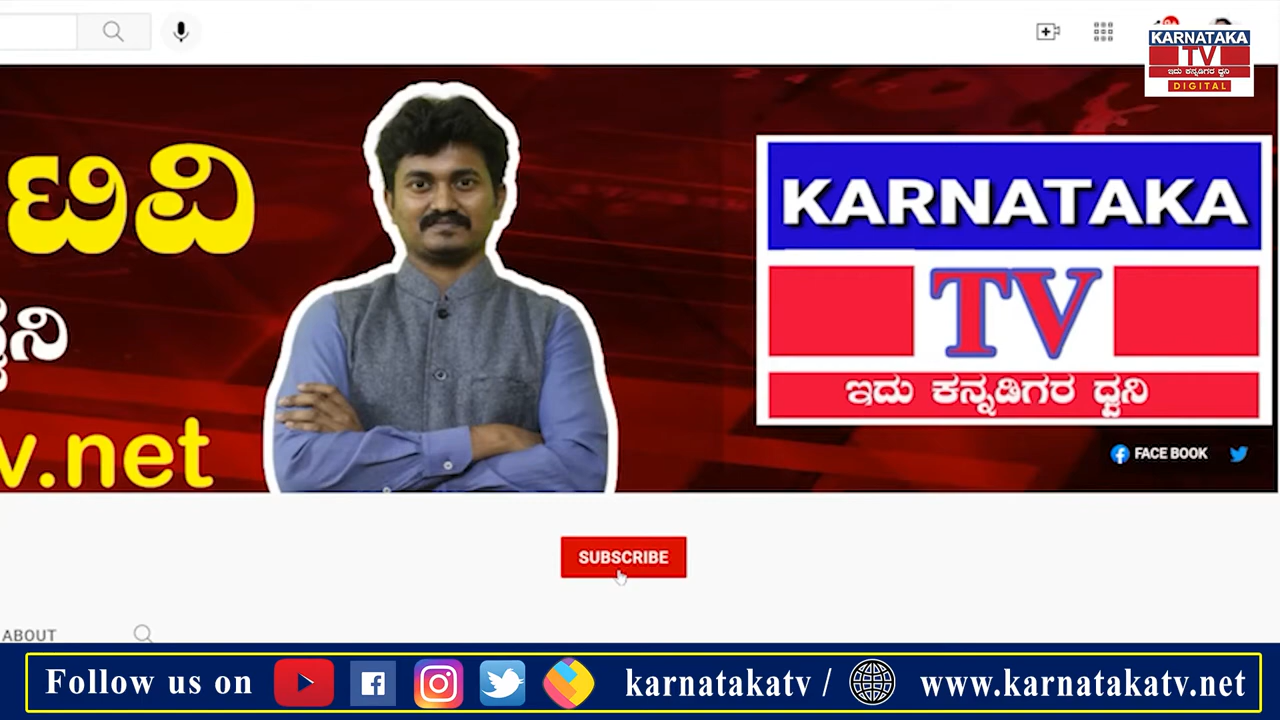 KARNATAKA
TV
ಇದು ಕನ್ನಡಿಗರ ಧ್ವನಿ
DIGITAL
ಟಿವಿ
KARNATAKA
TV
ಇದು ಕನ್ನಡಿಗರ ಧ್ವನಿ
v.net
FACE BOOK
SUBSCRIBE
ABOUT
Follow us on karnatakatv / www.karnatakatv.net